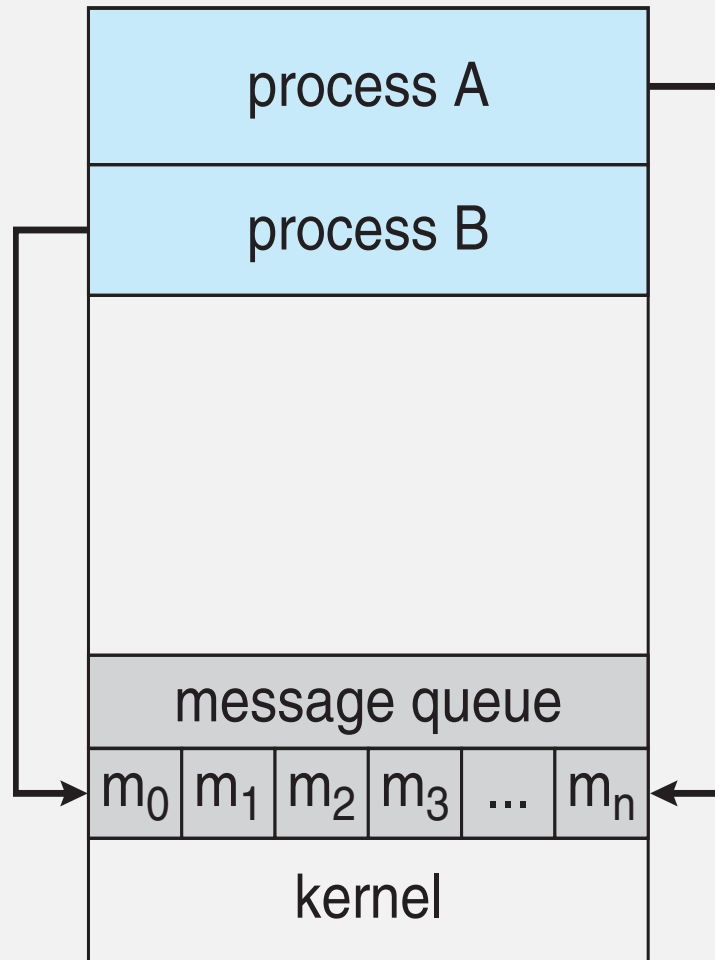 process A
process B
message queue
m₀ m₁ m₂ m₃ ... mₙ
kernel